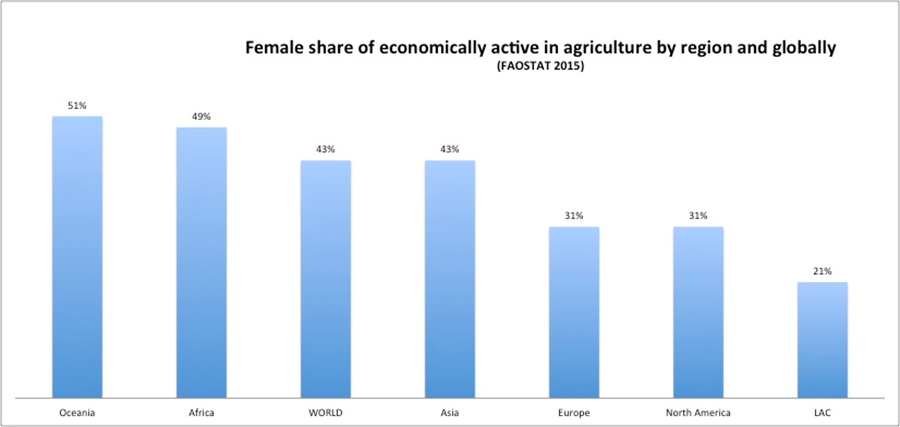 Female share of economically active in agriculture by region and globally
(FAOSTAT 2015)
51%
49%
43%
43%
31%
31%
21%
Oceania
Africa
WORLD
Asia
Europe
North America
LAC